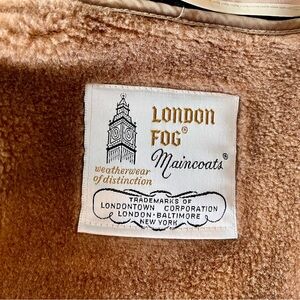 LONDON
FOG®
Maincoats®
weatherwear
of distinction
TRADEMARKS OF
LONDONTOWN CORPORATION
LONDON·BALTIMORE
NEW YORK